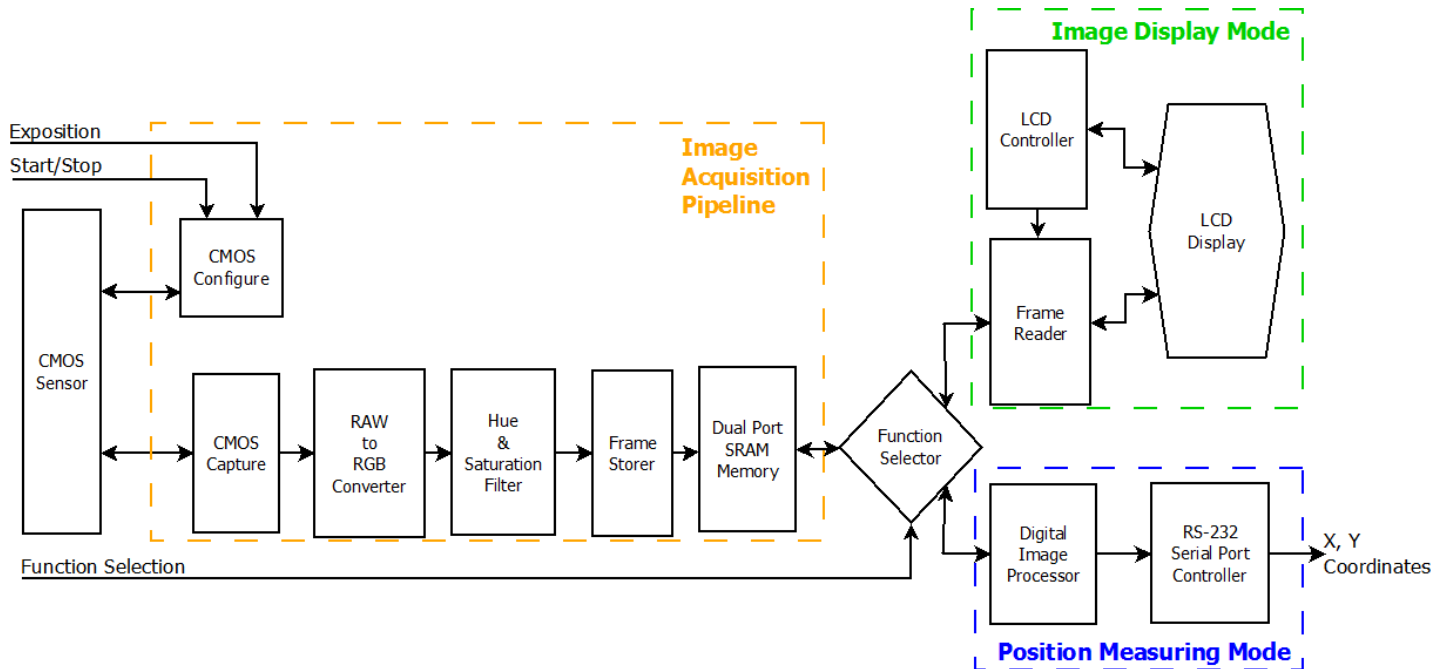 Image Display Mode
Exposition
Start/Stop
Image
Acquisition
Pipeline
LCD
Controller
LCD
Display
CMOS
Configure
Frame
Reader
CMOS
Sensor
CMOS
Capture
RAW
to
RGB
Converter
Hue
&
Saturation
Filter
Frame
Storer
Dual Port
SRAM
Memory
Function
Selector
Function Selection
Digital
Image
Processor
RS-232
Serial Port
Controller
X, Y
Coordinates
Position Measuring Mode